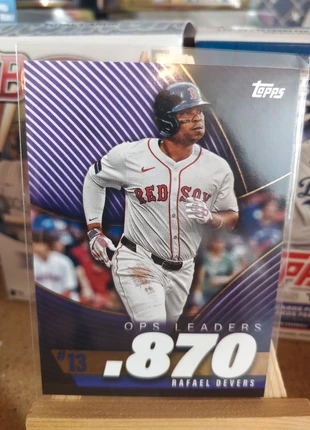 Topps
RED SOX
OPS LEADERS
#13
.870
RAFAEL DEVERS